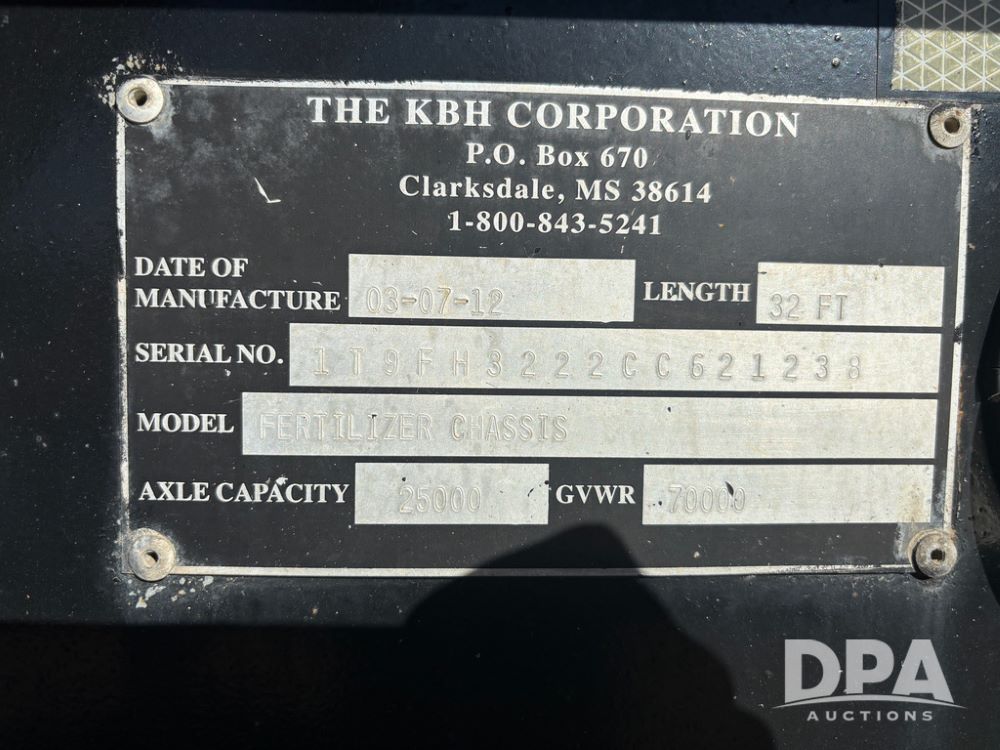 THE KBH CORPORATION
P.O. Box 670
Clarksdale, MS 38614
1-800-843-5241
DATE OF MANUFACTURE 03-07-12 LENGTH 32 FT
SERIAL NO. 1T9FH3222CC621238
MODEL FERTILIZER CHASSIS
AXLE CAPACITY 25000 GVWR 70000
DPA
AUCTIONS